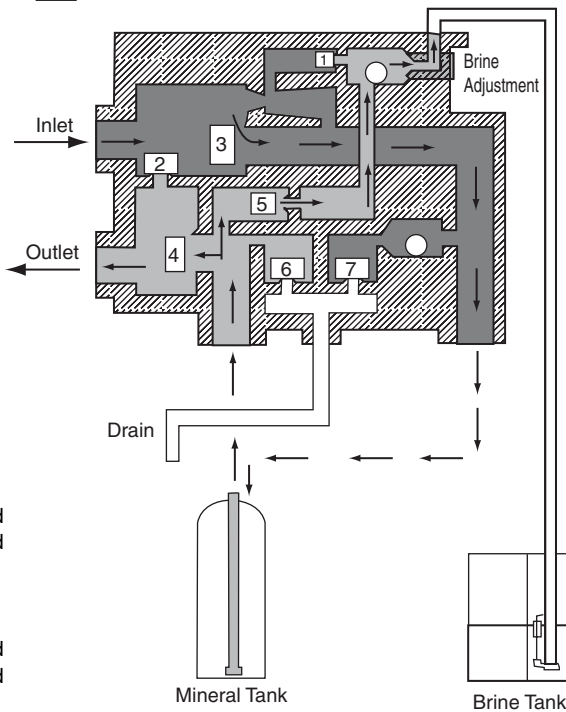 1
Brine
Adjustment
Inlet
3
2
5
Outlet
4
6
7
Drain
d
d
d
d
Mineral Tank
Brine Tank